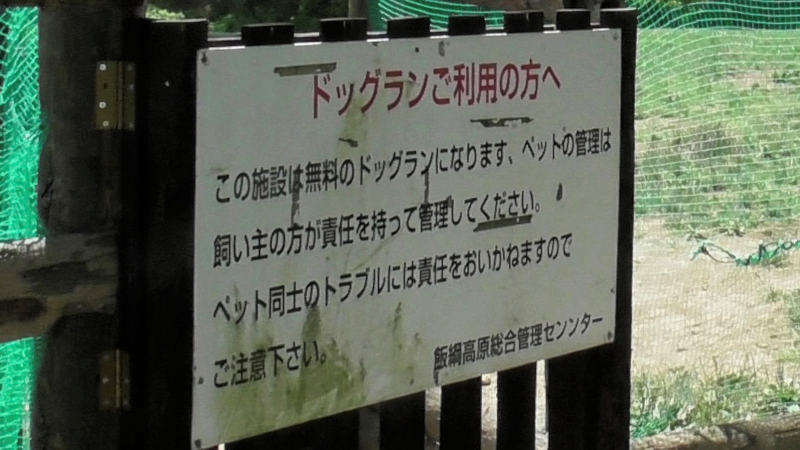 ドッグランご利用の方へ
この施設は無料のドッグランになります、ペットの管理は
飼い主の方が責任を持って管理してください。
ペット同士のトラブルには責任をおいかねますので
ご注意下さい。
飯綱高原総合管理センンター